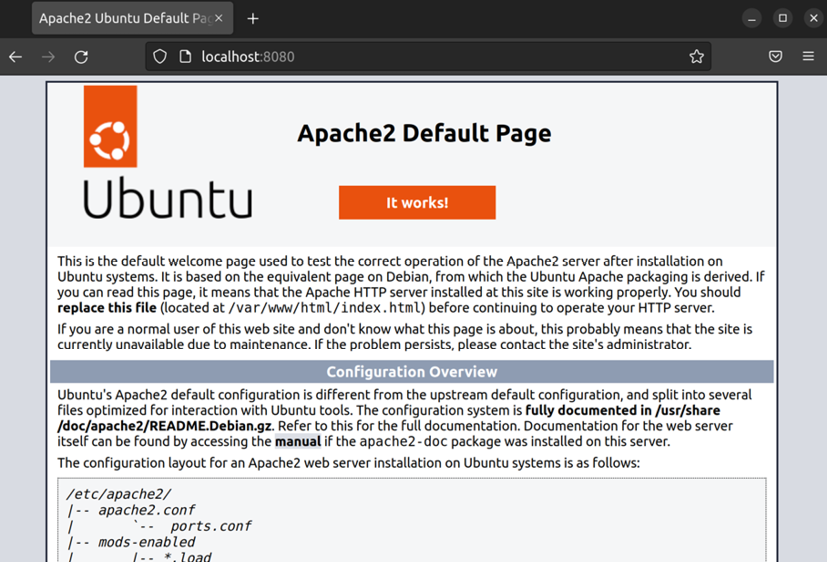 Apache2 Ubuntu Default Pag
localhost:8080
Apache2 Default Page
Ubuntu
It works!
This is the default welcome page used to test the correct operation of the Apache2 server after installation on
Ubuntu systems. It is based on the equivalent page on Debian, from which the Ubuntu Apache packaging is derived. If
you can read this page, it means that the Apache HTTP server installed at this site is working properly. You should
replace this file (located at /var/www/html/index.html) before continuing to operate your HTTP server.
If you are a normal user of this web site and don't know what this page is about, this probably means that the site is
currently unavailable due to maintenance. If the problem persists, please contact the site's administrator.
Configuration Overview
Ubuntu's Apache2 default configuration is different from the upstream default configuration, and split into several
files optimized for interaction with Ubuntu tools. The configuration system is fully documented in /usr/share
/doc/apache2/README.Debian.gz. Refer to this for the full documentation. Documentation for the web server
itself can be found by accessing the manual if the apache2-doc package was installed on this server.
The configuration layout for an Apache2 web server installation on Ubuntu systems is as follows:
/etc/apache2/
|-- apache2.conf
|       `--  ports.conf
|-- mods-enabled
|       |-- *.load